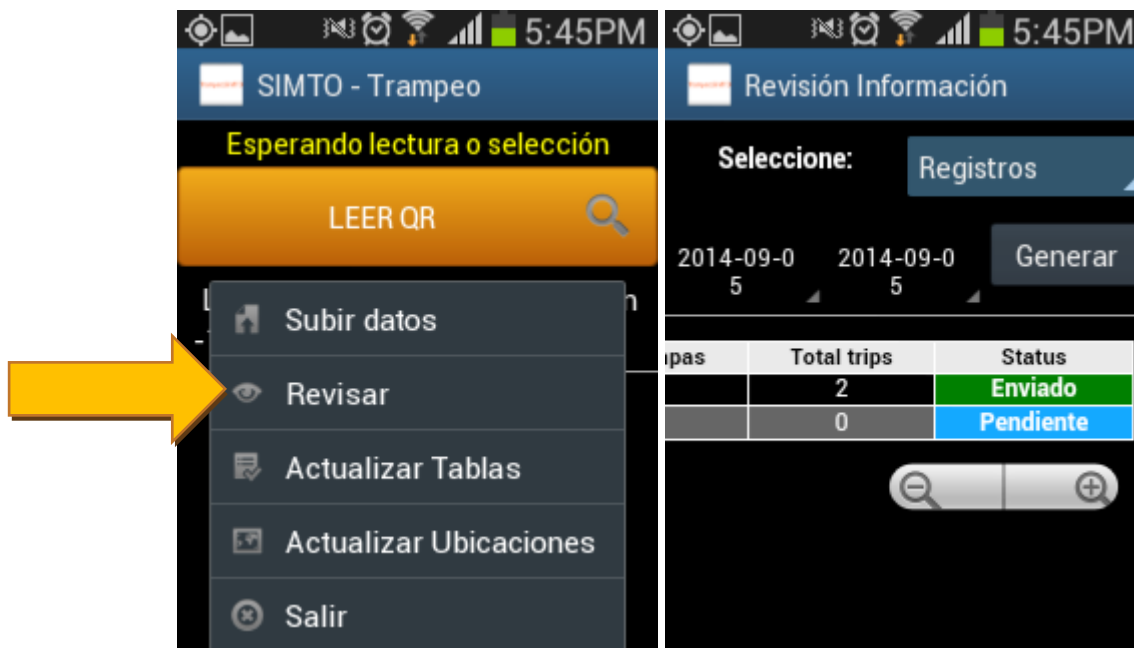 5:45PM
SIMTO - Trampeo
Esperando lectura o selección
LEER QR
Subir datos
Revisar
Actualizar Tablas
Actualizar Ubicaciones
Salir
5:45PM
Revisión Información
Seleccione: Registros
2014-09-0 2014-09-0 Generar
5 5
pas Total trips Status
2 Enviado
0 Pendiente